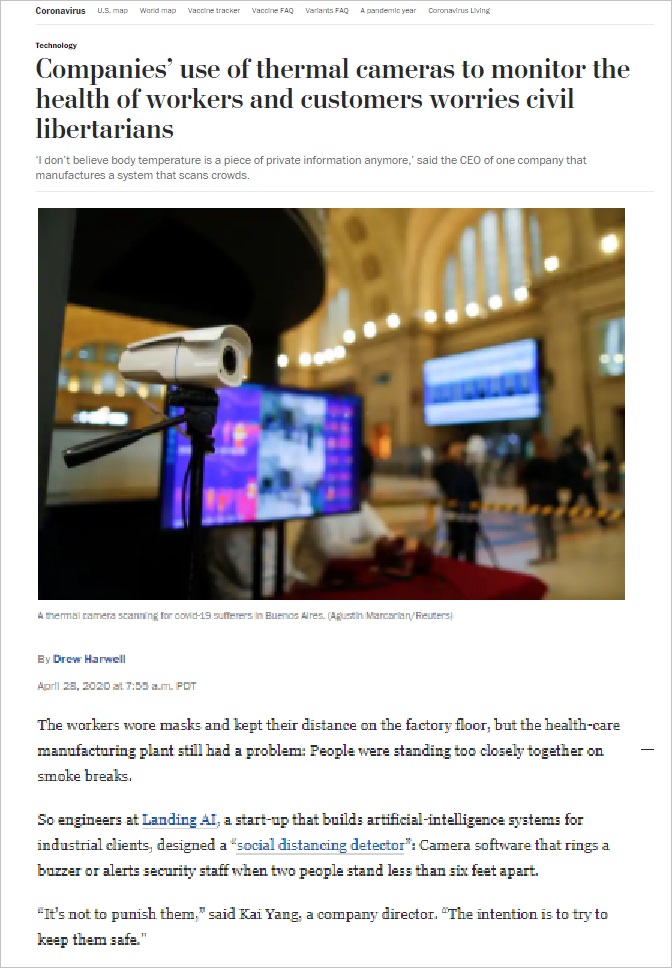 Coronavirus U.S. map World map Vaccine tracker Vaccine FAQ Variants FAQ A pandemic year Coronavirus Living
Technology
Companies’ use of thermal cameras to monitor the
health of workers and customers worries civil
libertarians
‘I don’t believe body temperature is a piece of private information anymore,’ said the CEO of one company that
manufactures a system that scans crowds.
A thermal camera scanning for covid-19 sufferers in Buenos Aires. (Agustin Marcarian/Reuters)
By Drew Harwell
April 28, 2020 at 7:55 a.m. PDT
The workers wore masks and kept their distance on the factory floor, but the health-care
manufacturing plant still had a problem: People were standing too closely together on
smoke breaks.
So engineers at Landing AI, a start-up that builds artificial-intelligence systems for
industrial clients, designed a “social distancing detector”: Camera software that rings a
buzzer or alerts security staff when two people stand less than six feet apart.
“It’s not to punish them,” said Kai Yang, a company director. “The intention is to try to
keep them safe.”